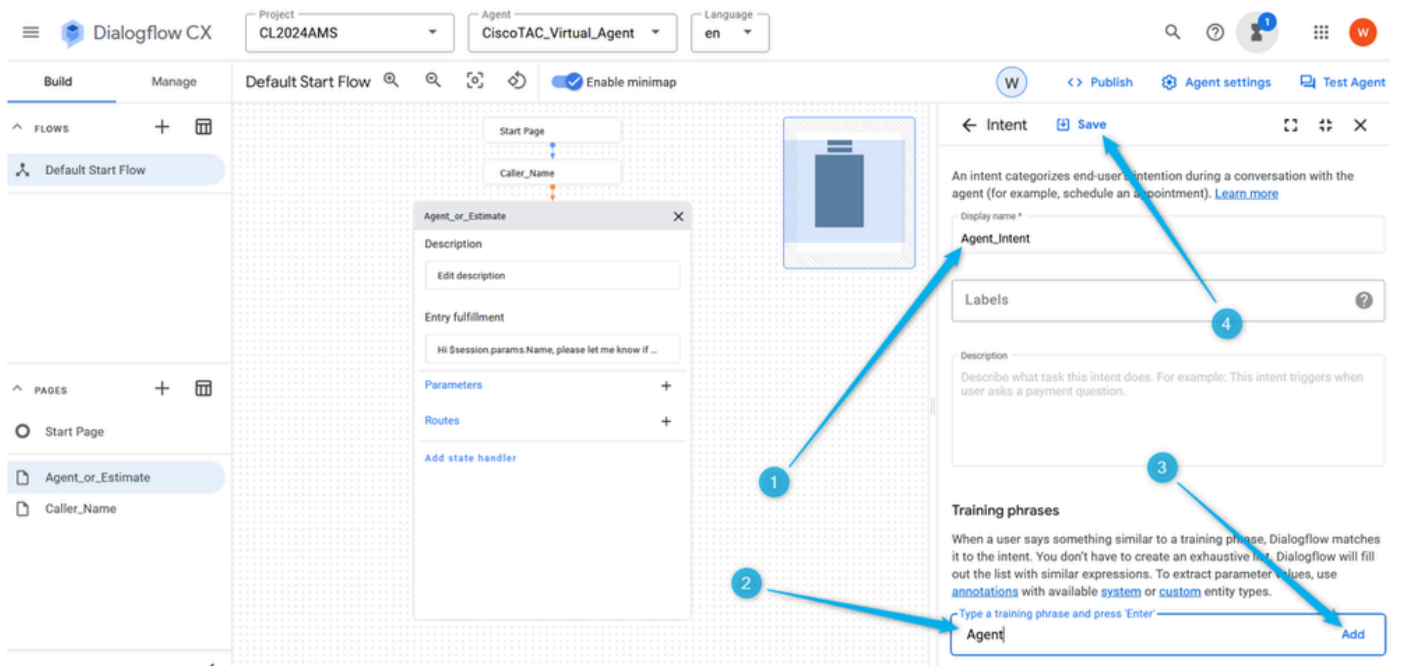 Dialogflow CX
Project
CL2024AMS
Agent
CiscoTAC_Virtual_Agent
Language
en
1
W
Build
Manage
Default Start Flow
Enable minimap
W
<> Publish
Agent settings
Test Agent
FLOWS
Default Start Flow
PAGES
Start Page
Agent_or_Estimate
Caller_Name
Start Page
Caller_Name
Agent_or_Estimate
Description
Edit description
Entry fulfillment
Hi $session.params.Name, please let me know if ...
Parameters
Routes
Add state handler
Intent
Save
An intent categorizes end-user's intention during a conversation with the
agent (for example, schedule an appointment). Learn more
Display name *
Agent_Intent
Labels
4
Description
Describe what task this intent does. For example: This intent triggers when
user asks a payment question.
1
3
Training phrases
When a user says something similar to a training phrase, Dialogflow matches
it to the intent. You don't have to create an exhaustive list, Dialogflow will fill
out the list with similar expressions. To extract parameter values, use
annotations with available system or custom entity types.
2
Type a training phrase and press 'Enter'
Agent
Add